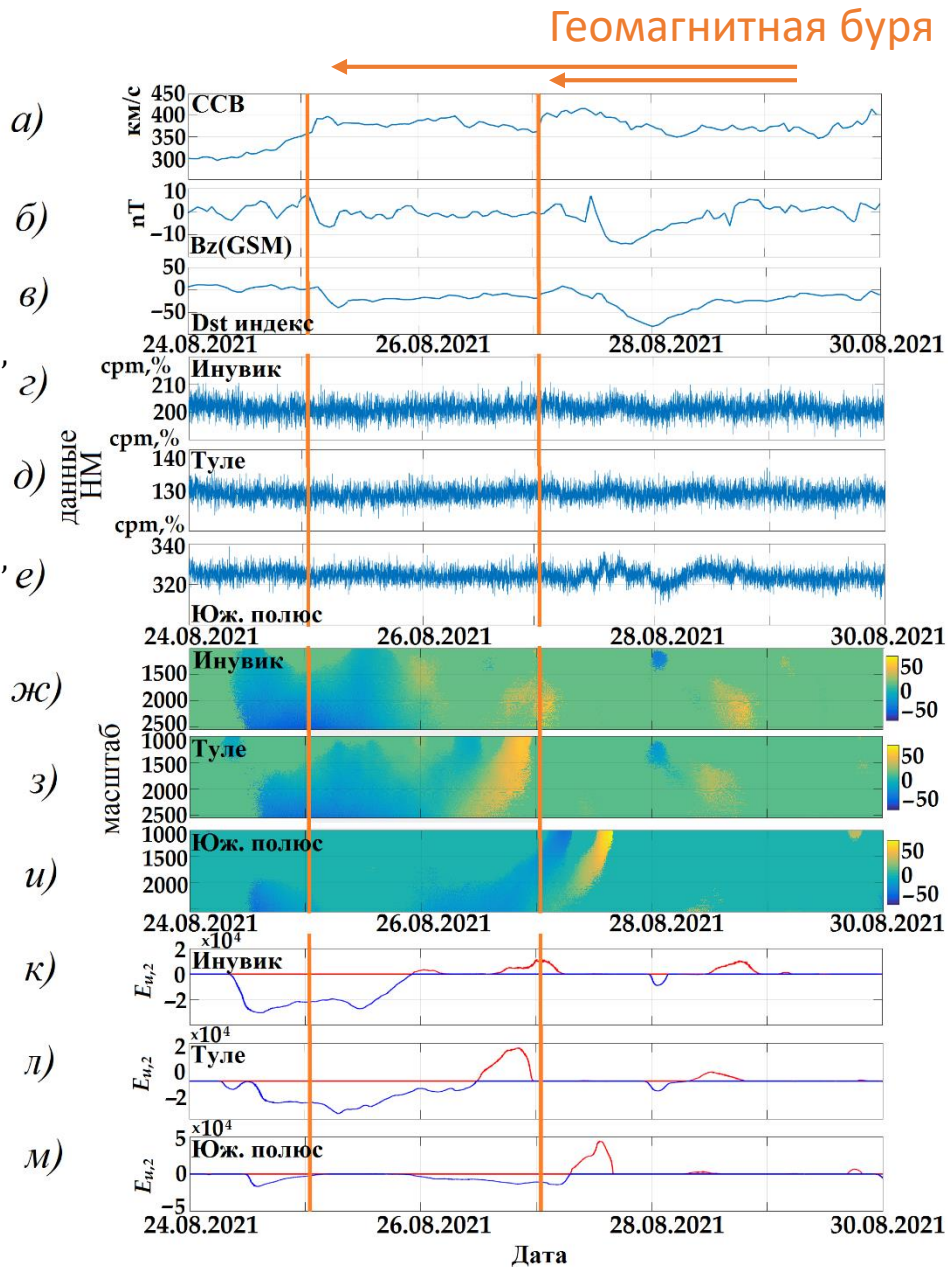 Геомагнитная буря
а)
км/с
450
400
350
300
ССВ
б)
nT
10
0
−10
Bz(GSM)
в)
50
0
−50
Dst индекс
24.08.2021 26.08.2021 28.08.2021 30.08.2021
данные НМ
’ г)
cpm,%
210
200
Инувик
д)
cpm,%
140
130
Туле
’ е)
cpm,%
340
320
Юж. полюс
24.08.2021 26.08.2021 28.08.2021 30.08.2021
масштаб
ж)
1500
2000
2500
Инувик
50
0
−50
з)
1000
1500
2000
2500
Туле
50
0
−50
и)
1000
2000
Юж. полюс
50
0
−50
24.08.2021 26.08.2021 28.08.2021 30.08.2021
к)
x10⁴
Eи,2
2
0
−2
Инувик
л)
x10⁴
Eи,2
2
0
−2
Туле
м)
x10⁴
Eи,2
5
0
−5
Юж. полюс
24.08.2021 26.08.2021 28.08.2021 30.08.2021
Дата